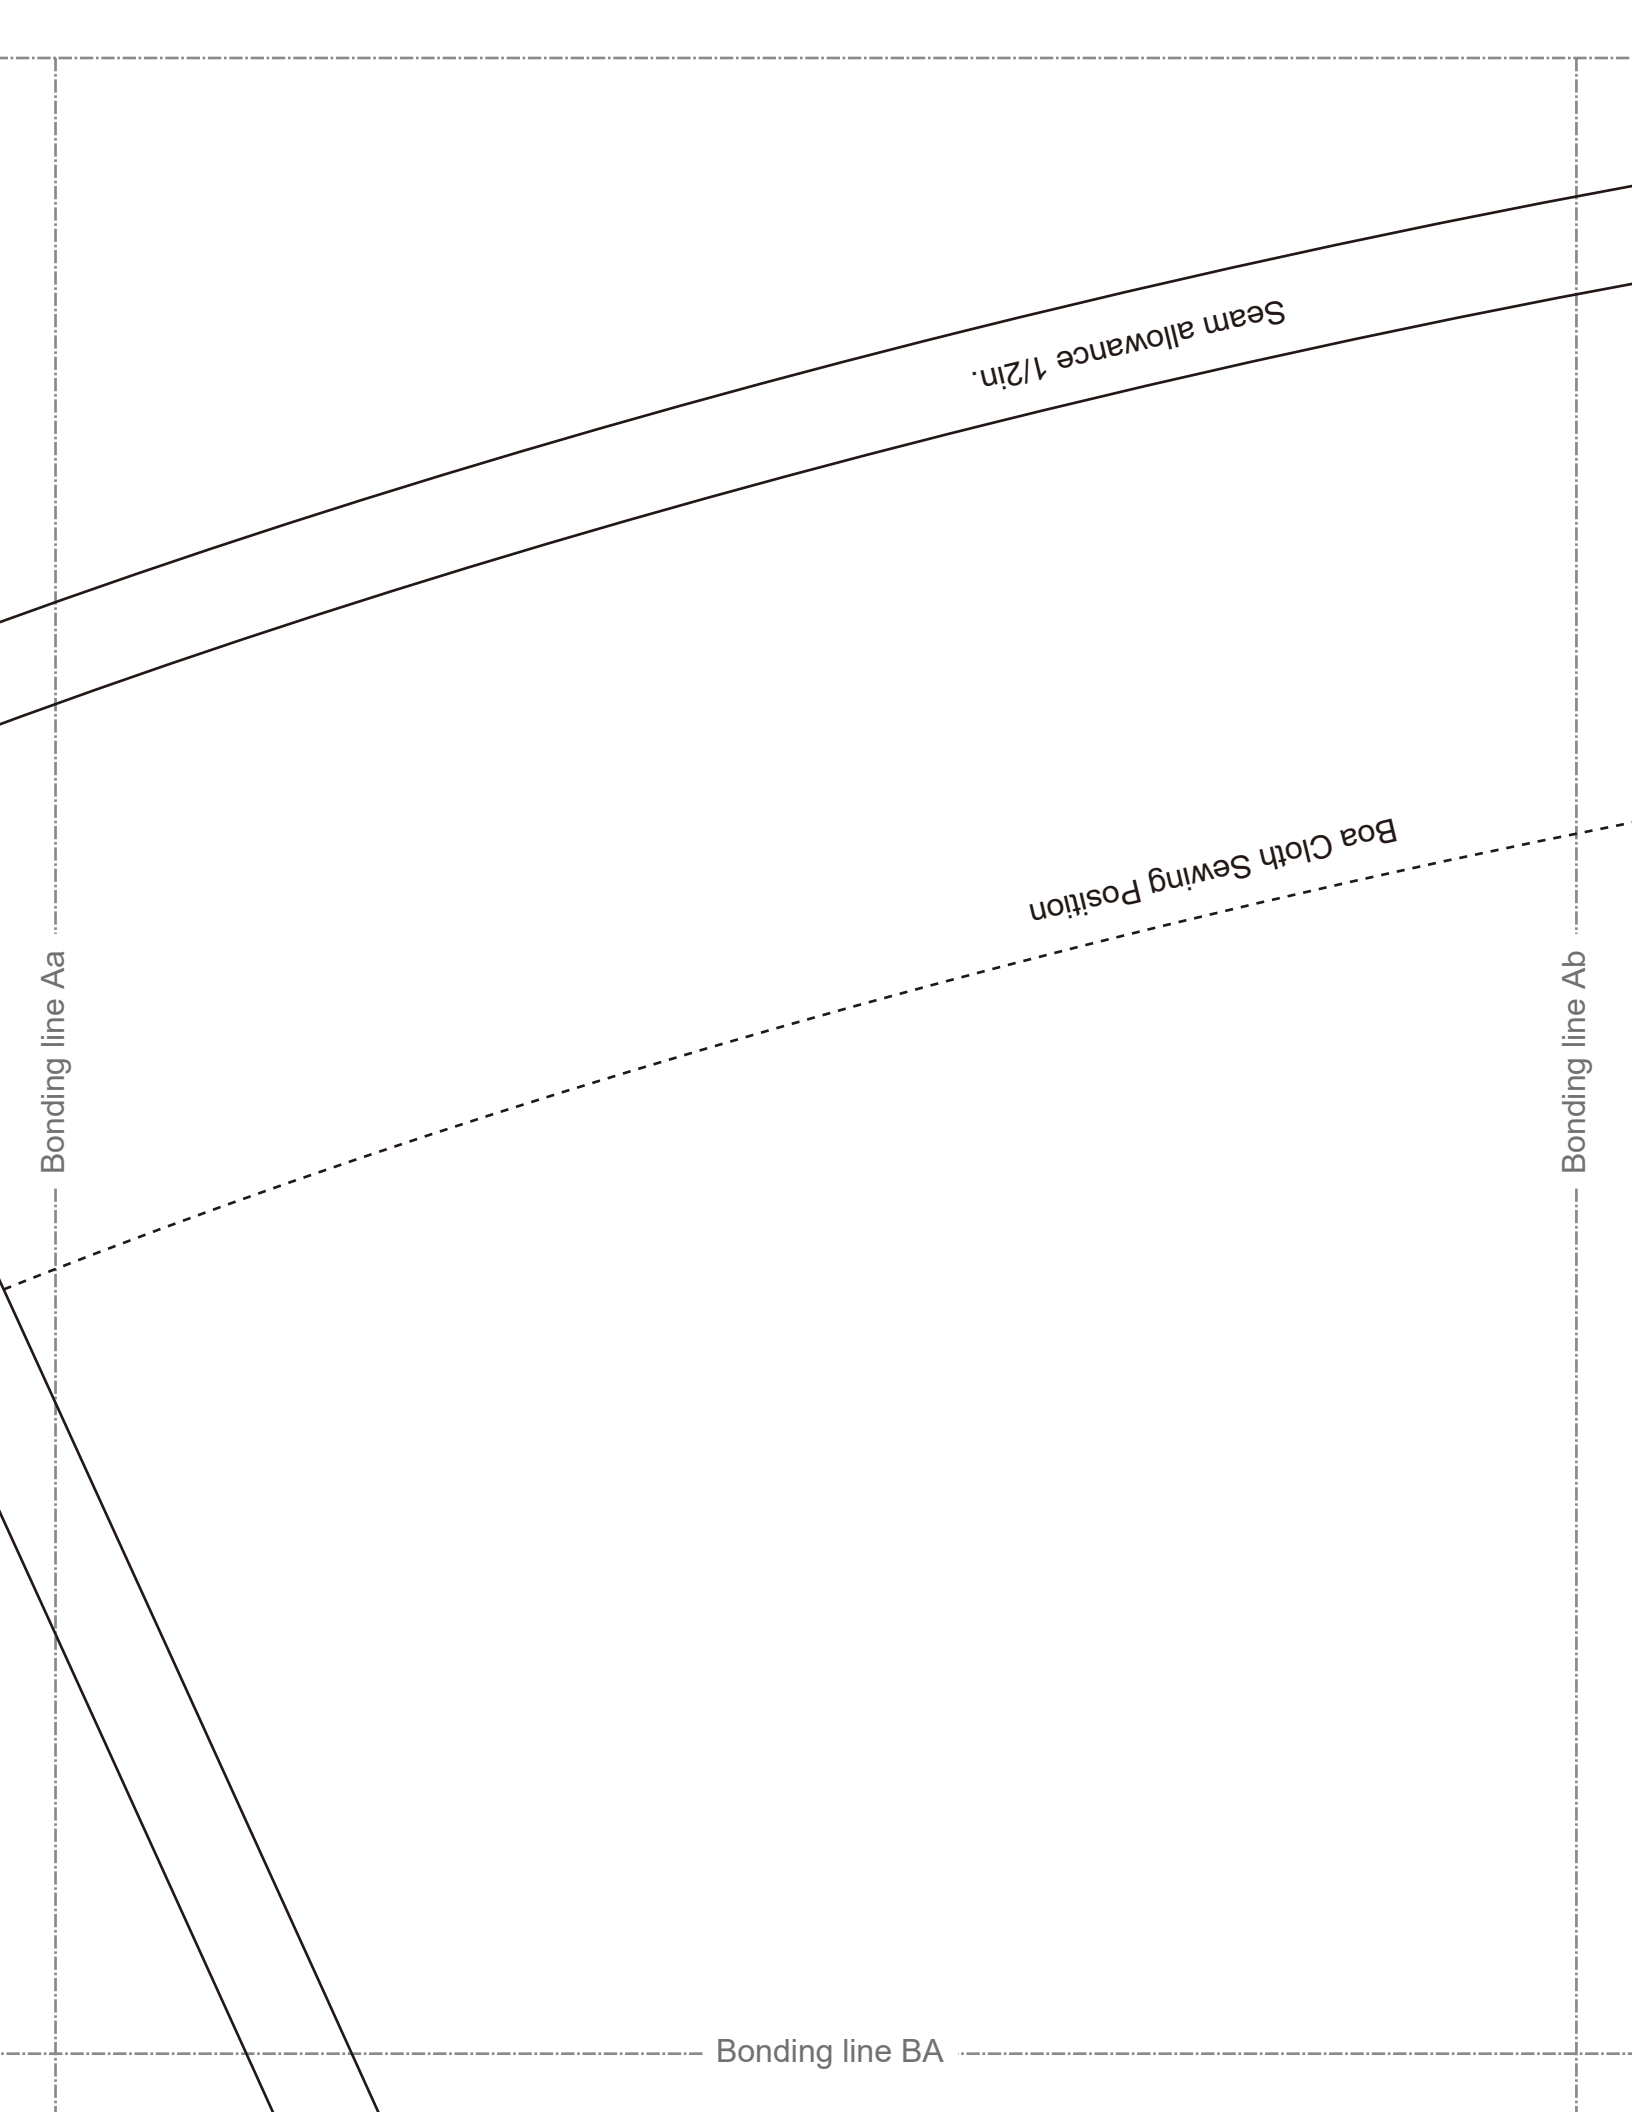 Seam allowance 1/2in.
Boa Cloth Sewing Position
Bonding line Aa
Bonding line Ab
Bonding line BA